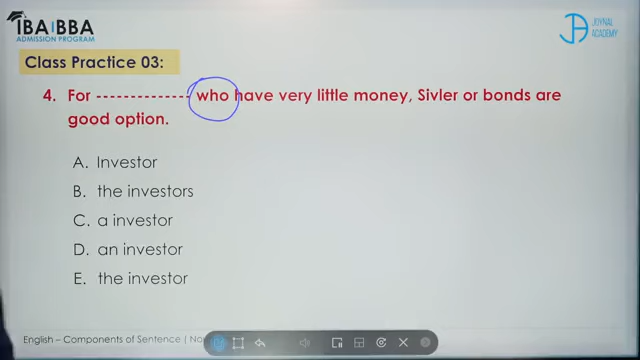 IBA|BBA
ADMISSION PROGRAM
JOYNAL
ACADEMY
Class Practice 03:
4. For -------------- who have very little money, Sivler or bonds are
good option.
A. Investor
B. the investors
C. a investor
D. an investor
E. the investor
English – Components of Sentence | No